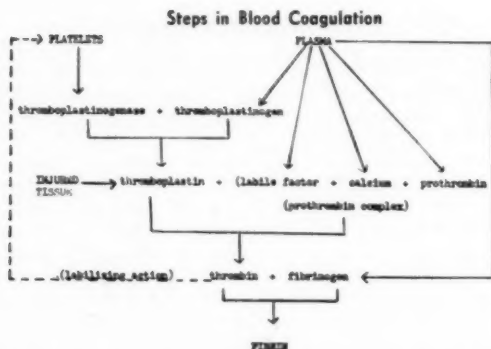 Steps in Blood Coagulation
PLATELETS PLASMA
thromboplastinogenase + thromboplastinogen
INJURED thromboplastin + (labile factor + calcium + prothrombin
TISSUE (prothrombin complex)
(labilizing action) thrombin + fibrinogen
FIBRIN